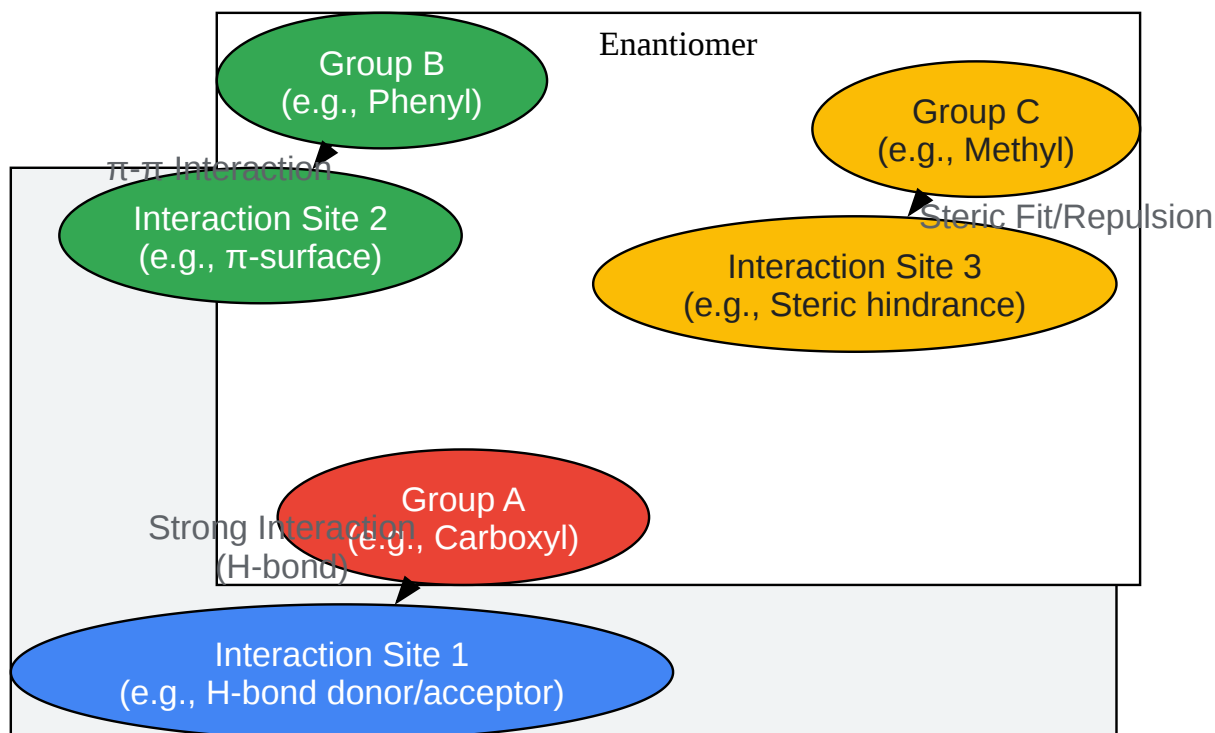 Enantiomer
Group B
(e.g., Phenyl)
Group C
(e.g., Methyl)
π-π Interaction
Steric Fit/Repulsion
Interaction Site 2
(e.g., π-surface)
Interaction Site 3
(e.g., Steric hindrance)
Group A
(e.g., Carboxyl)
Strong Interaction
(H-bond)
Interaction Site 1
(e.g., H-bond donor/acceptor)